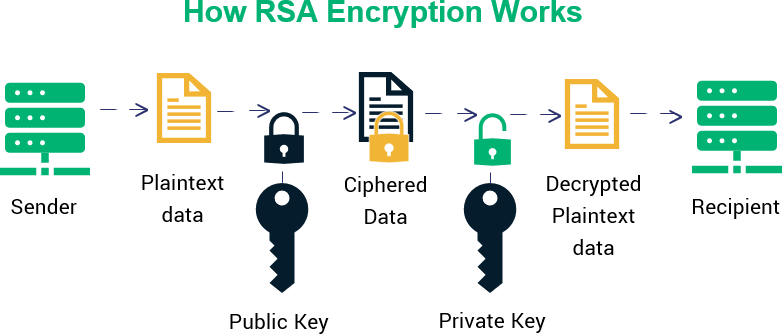 How RSA Encryption Works
Sender
Plaintext
data
Public Key
Ciphered
Data
Private Key
Decrypted
Plaintext
data
Recipient